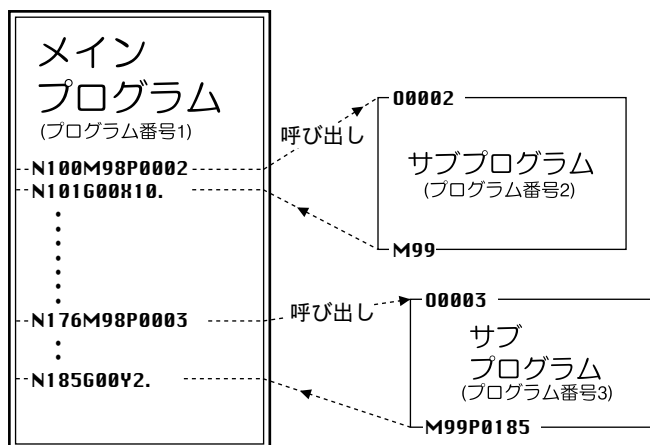 メイン
プログラム
(プログラム番号1)
N100M98P0002
N101G00X10.
N176M98P0003
N185G00Y2.
呼び出し
O0002
サブプログラム
(プログラム番号2)
M99
呼び出し
O0003
サブ
プログラム
(プログラム番号3)
M99P0185